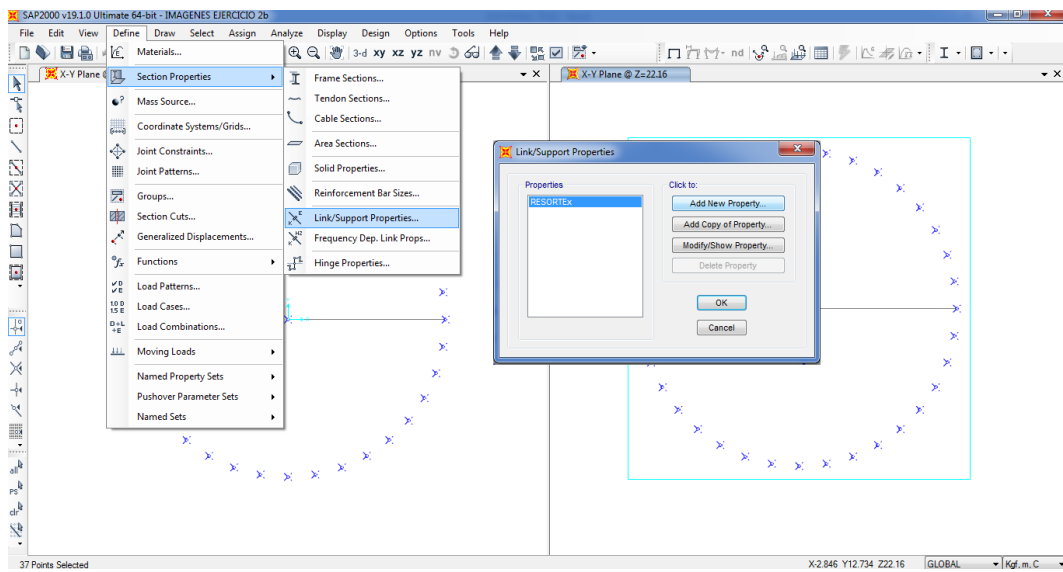 SAP2000 v19.1.0 Ultimate 64-bit - IMAGENES EJERCICIO 2b
File Edit View Define Draw Select Assign Analyze Display Design Options Tools Help
3-d xy xz yz nv
nd
X-Y Plane
X-Y Plane @ Z=22.16
Materials...
Section Properties
Mass Source...
Coordinate Systems/Grids...
Joint Constraints...
Joint Patterns...
Groups...
Section Cuts...
Generalized Displacements...
Functions
Load Patterns...
Load Cases...
Load Combinations...
Moving Loads
Named Property Sets
Pushover Parameter Sets
Named Sets
Frame Sections...
Tendon Sections...
Cable Sections...
Area Sections...
Solid Properties...
Reinforcement Bar Sizes...
Link/Support Properties...
Frequency Dep. Link Props...
Hinge Properties...
Link/Support Properties
Properties
RESORTEx
Click to:
Add New Property...
Add Copy of Property...
Modify/Show Property...
Delete Property
OK
Cancel
all
PS
clr
37 Points Selected
X-2.846 Y12.734 Z22.16
GLOBAL
Kgf, m, C